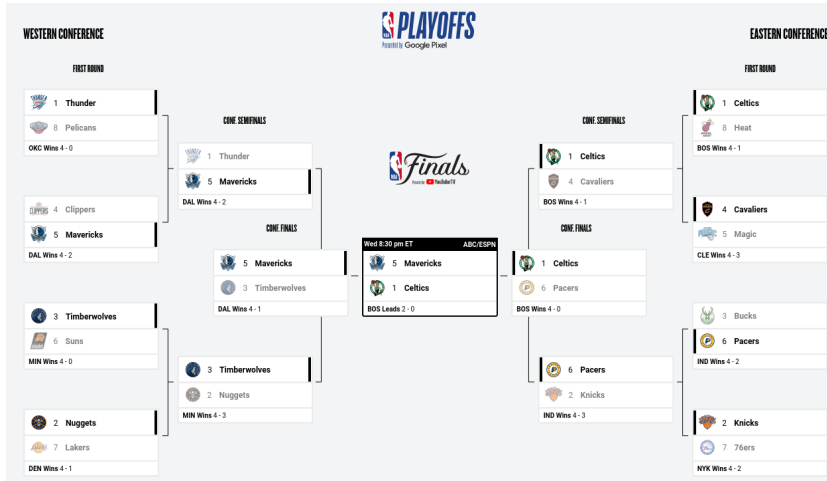 PLAYOFFS
Presented by Google Pixel
WESTERN CONFERENCE
EASTERN CONFERENCE
FIRST ROUND
FIRST ROUND
1 Thunder
8 Pelicans
OKC Wins 4 - 0
4 Clippers
5 Mavericks
DAL Wins 4 - 2
3 Timberwolves
6 Suns
MIN Wins 4 - 0
2 Nuggets
7 Lakers
DEN Wins 4 - 1
CONF. SEMIFINALS
1 Thunder
5 Mavericks
DAL Wins 4 - 2
3 Timberwolves
2 Nuggets
MIN Wins 4 - 3
CONF. FINALS
5 Mavericks
3 Timberwolves
DAL Wins 4 - 1
NBA Finals
Presented by YouTube TV
Wed 8:30 pm ET ABC/ESPN
5 Mavericks
1 Celtics
BOS Leads 2 - 0
CONF. FINALS
1 Celtics
6 Pacers
BOS Wins 4 - 0
CONF. SEMIFINALS
1 Celtics
4 Cavaliers
BOS Wins 4 - 1
6 Pacers
2 Knicks
IND Wins 4 - 3
1 Celtics
8 Heat
BOS Wins 4 - 1
4 Cavaliers
5 Magic
CLE Wins 4 - 3
3 Bucks
6 Pacers
IND Wins 4 - 2
2 Knicks
7 76ers
NYK Wins 4 - 2